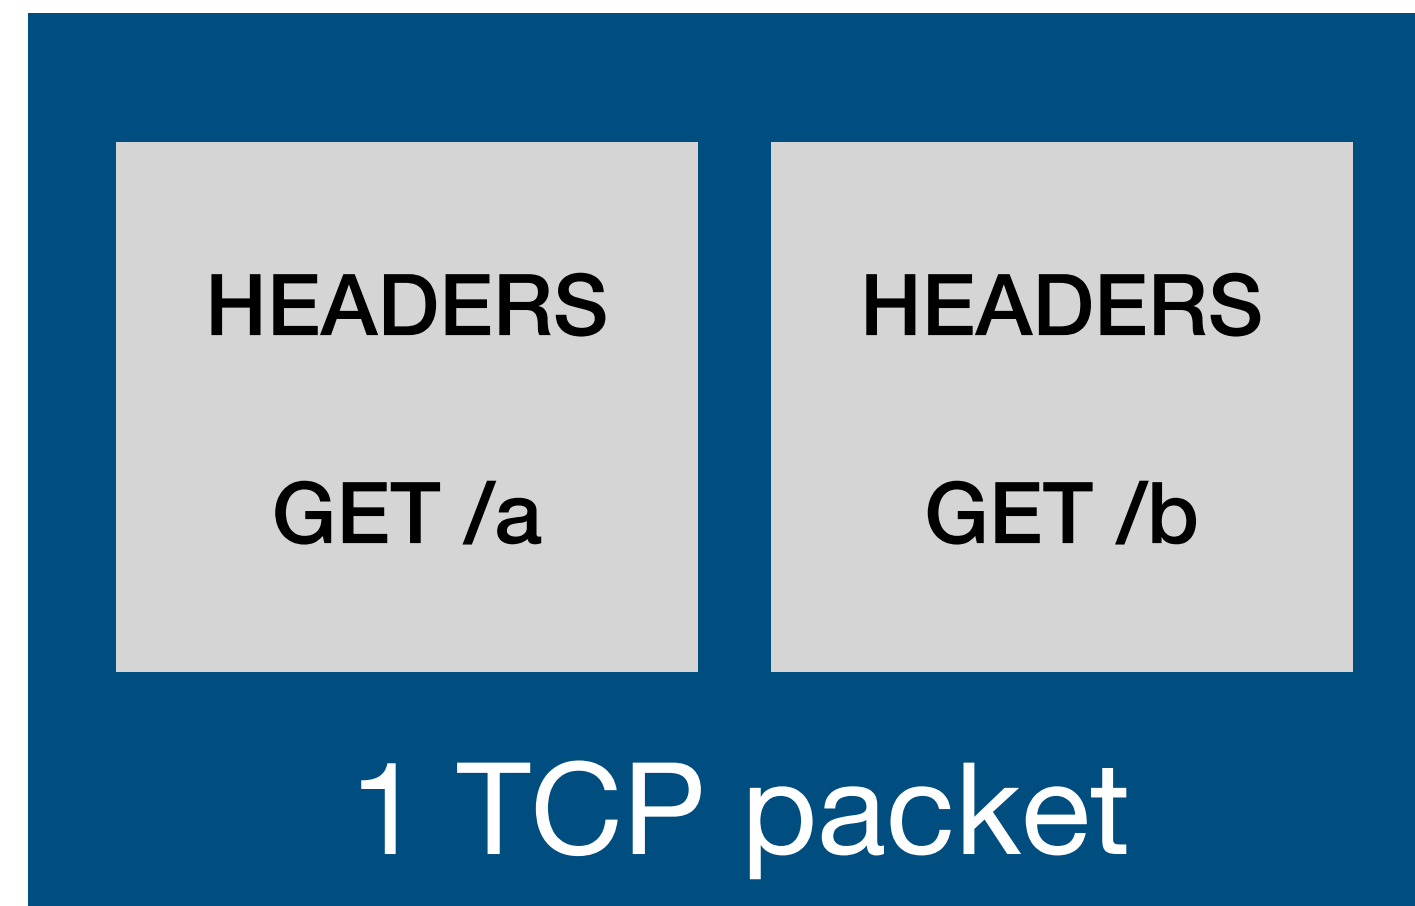 HEADERS
GET /a
HEADERS
GET /b
1 TCP packet